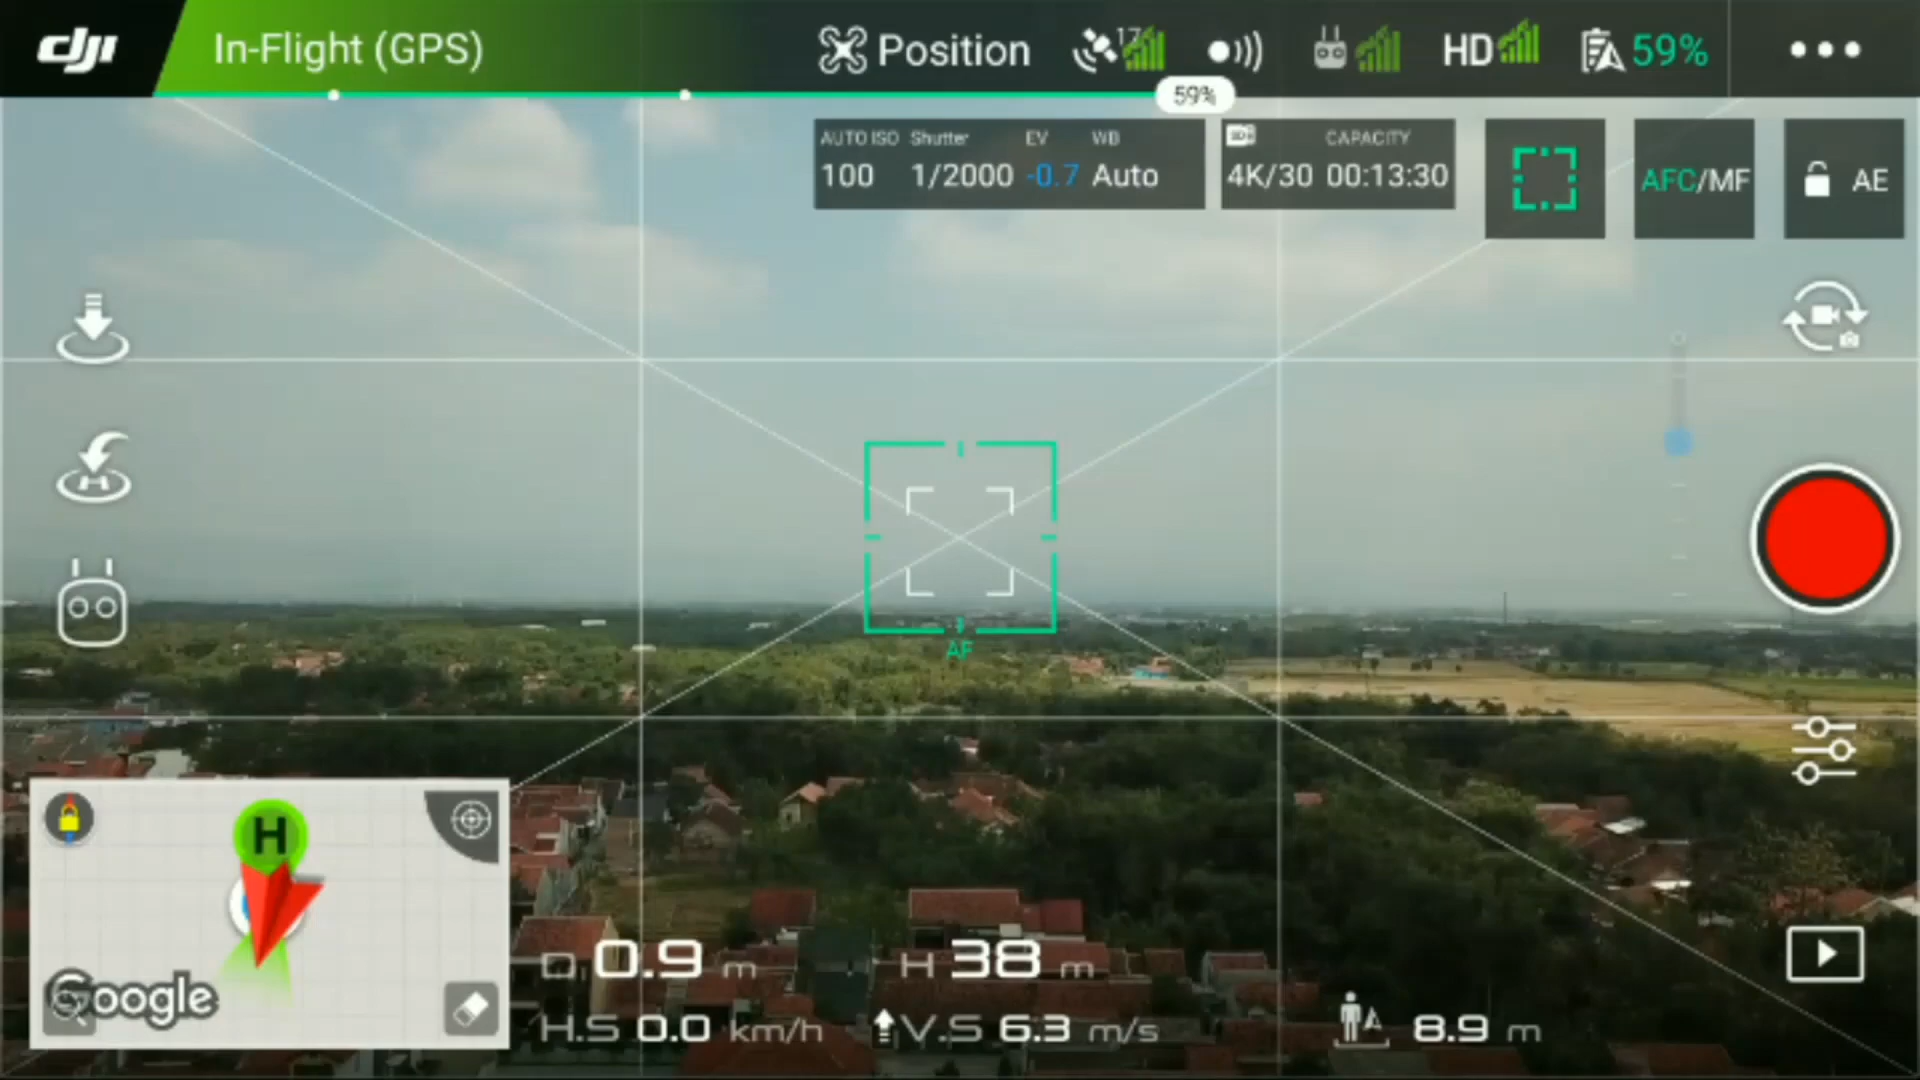 dji In-Flight (GPS) Position 17 HD 59%
59%
AUTO ISO Shutter EV WB CAPACITY
100 1/2000 -0.7 Auto 4K/30 00:13:30 AFC/MF AE
AF
H
D 0.9 m H 38 m
Google
H.S 0.0 km/h V.S 6.3 m/s 8.9 m